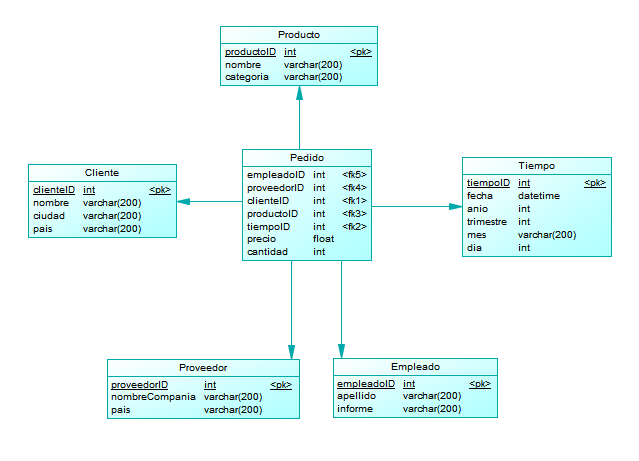 Producto
productoID int <pk>
nombre varchar(200)
categoria varchar(200)
Pedido
empleadoID int <fk5>
proveedorID int <fk4>
clienteID int <fk1>
productoID int <fk3>
tiempoID int <fk2>
precio float
cantidad int
Cliente
clienteID int <pk>
nombre varchar(200)
ciudad varchar(200)
pais varchar(200)
Tiempo
tiempoID int <pk>
fecha datetime
anio int
trimestre int
mes varchar(200)
dia int
Proveedor
proveedorID int <pk>
nombreCompania varchar(200)
pais varchar(200)
Empleado
empleadoID int <pk>
apellido varchar(200)
informe varchar(200)